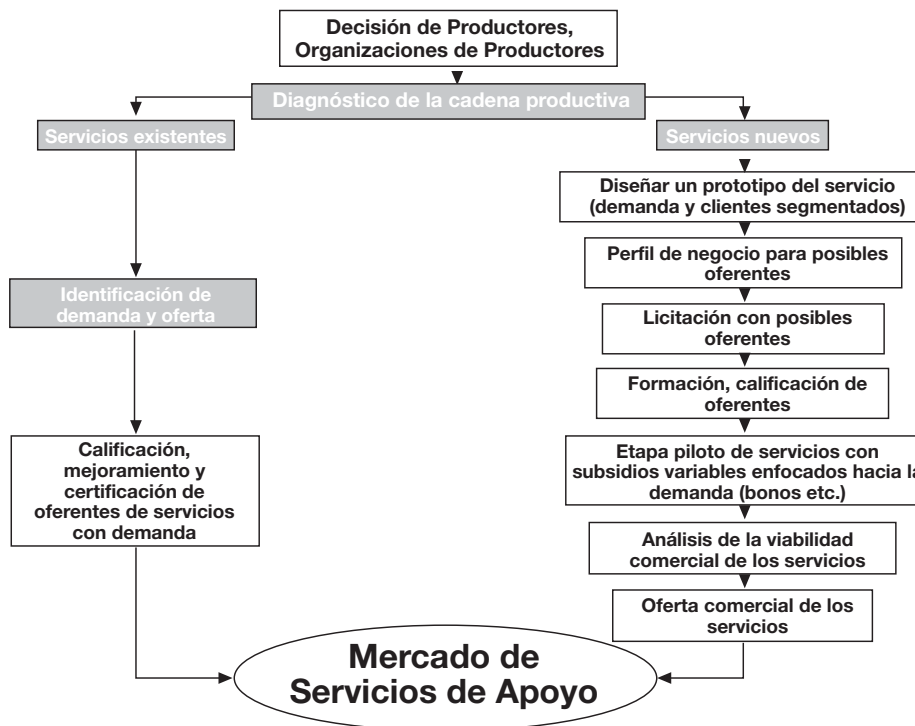 Decisión de Productores,
Organizaciones de Productores
Diagnóstico de la cadena productiva
Servicios existentes
Identificación de
demanda y oferta
Calificación,
mejoramiento y
certificación de
oferentes de servicios
con demanda
Servicios nuevos
Diseñar un prototipo del servicio
(demanda y clientes segmentados)
Perfil de negocio para posibles
oferentes
Licitación con posibles
oferentes
Formación, calificación de
oferentes
Etapa piloto de servicios con
subsidios variables enfocados hacia la
demanda (bonos etc.)
Análisis de la viabilidad
comercial de los servicios
Oferta comercial de los
servicios
Mercado de
Servicios de Apoyo